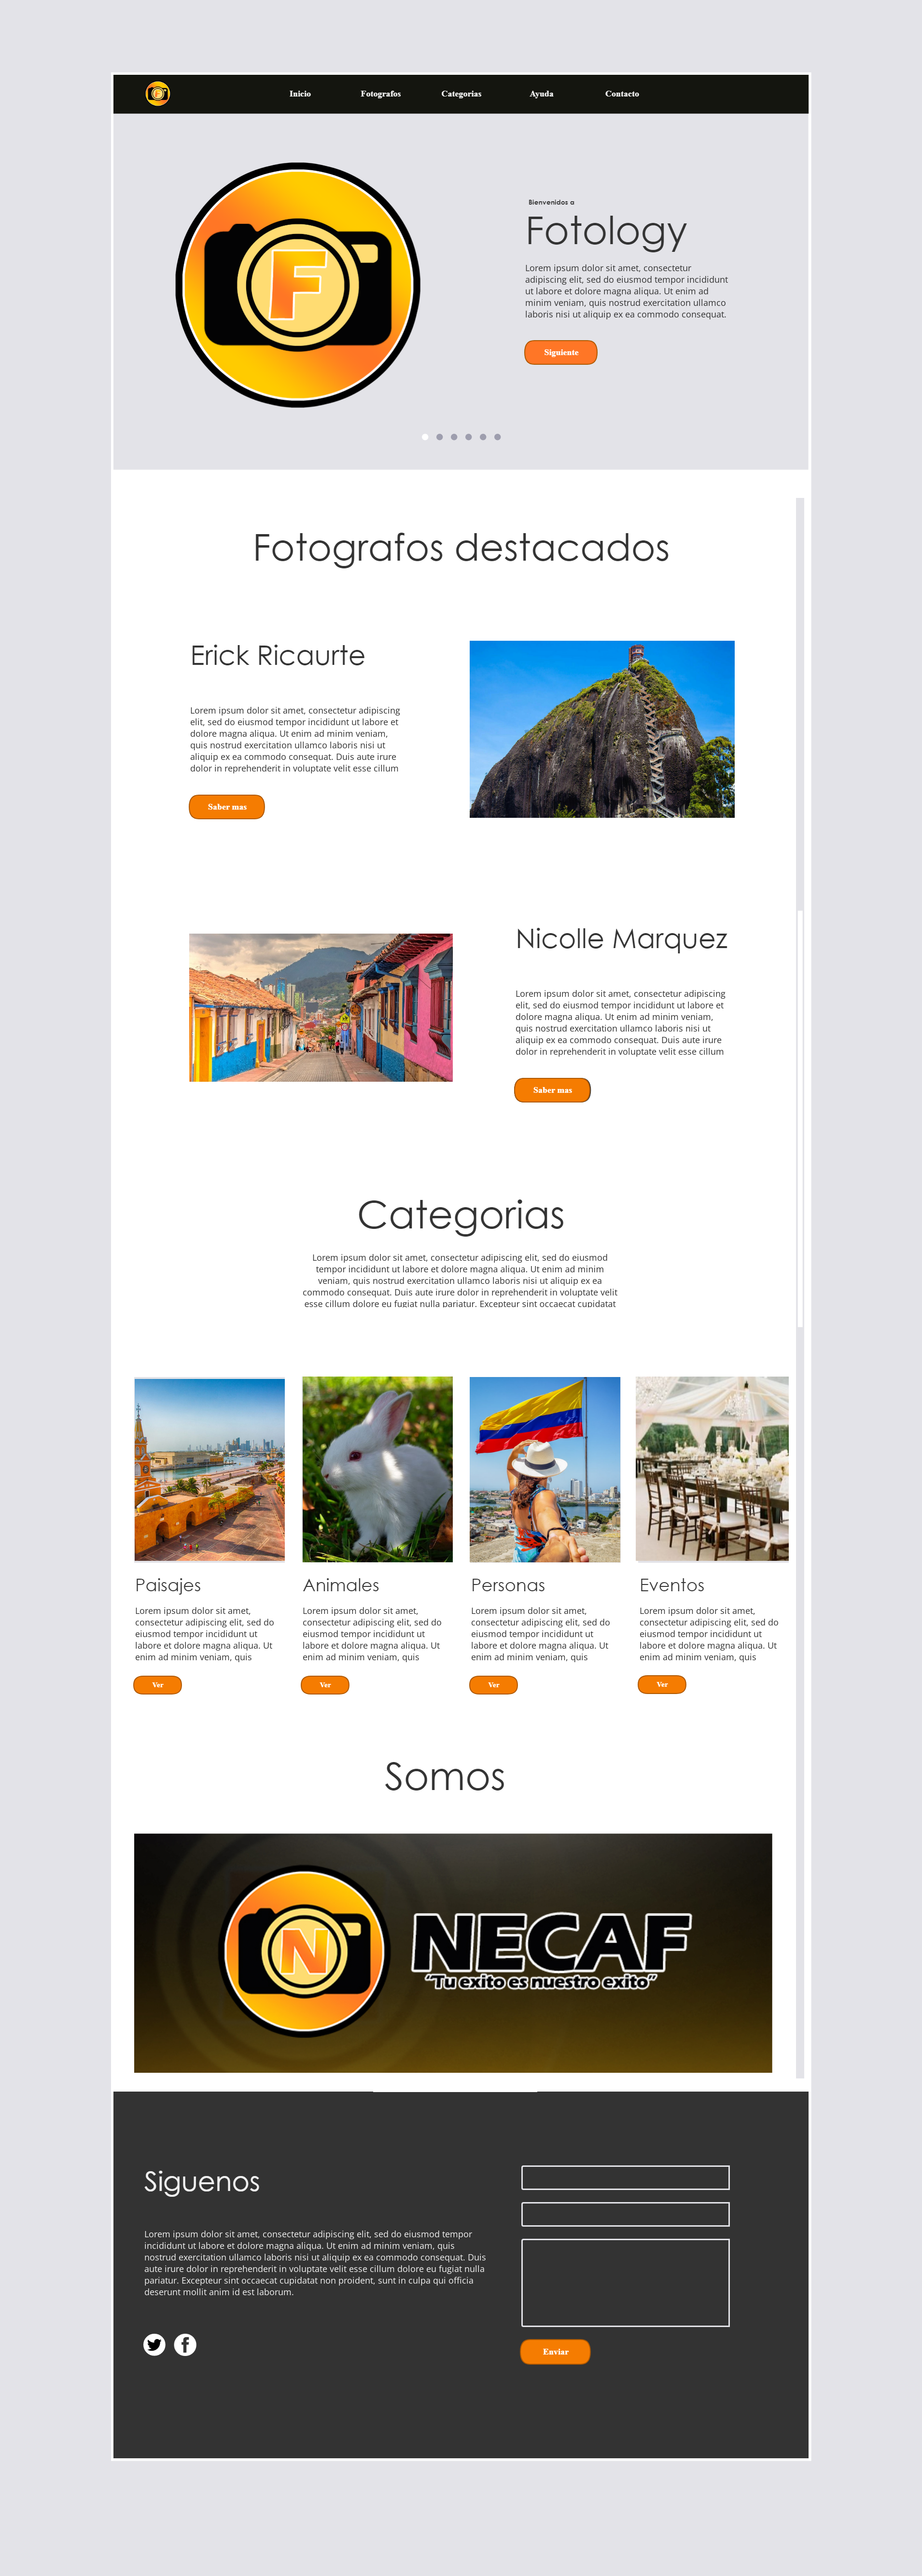 Inicio Fotografos Categorias Ayuda Contacto
F
Bienvenidos a
Fotology
Lorem ipsum dolor sit amet, consectetur
adipiscing elit, sed do eiusmod tempor incididunt
ut labore et dolore magna aliqua. Ut enim ad
minim veniam, quis nostrud exercitation ullamco
laboris nisi ut aliquip ex ea commodo consequat.
Siguiente
Fotografos destacados
Erick Ricaurte
Lorem ipsum dolor sit amet, consectetur adipiscing
elit, sed do eiusmod tempor incididunt ut labore et
dolore magna aliqua. Ut enim ad minim veniam,
quis nostrud exercitation ullamco laboris nisi ut
aliquip ex ea commodo consequat. Duis aute irure
dolor in reprehenderit in voluptate velit esse cillum
Saber mas
Nicolle Marquez
Lorem ipsum dolor sit amet, consectetur adipiscing
elit, sed do eiusmod tempor incididunt ut labore et
dolore magna aliqua. Ut enim ad minim veniam,
quis nostrud exercitation ullamco laboris nisi ut
aliquip ex ea commodo consequat. Duis aute irure
dolor in reprehenderit in voluptate velit esse cillum
Saber mas
Categorias
Lorem ipsum dolor sit amet, consectetur adipiscing elit, sed do eiusmod
tempor incididunt ut labore et dolore magna aliqua. Ut enim ad minim
veniam, quis nostrud exercitation ullamco laboris nisi ut aliquip ex ea
commodo consequat. Duis aute irure dolor in reprehenderit in voluptate velit
esse cillum dolore eu fugiat nulla pariatur. Excepteur sint occaecat cupidatat
Paisajes
Lorem ipsum dolor sit amet,
consectetur adipiscing elit, sed do
eiusmod tempor incididunt ut
labore et dolore magna aliqua. Ut
enim ad minim veniam, quis
Ver
Animales
Lorem ipsum dolor sit amet,
consectetur adipiscing elit, sed do
eiusmod tempor incididunt ut
labore et dolore magna aliqua. Ut
enim ad minim veniam, quis
Ver
Personas
Lorem ipsum dolor sit amet,
consectetur adipiscing elit, sed do
eiusmod tempor incididunt ut
labore et dolore magna aliqua. Ut
enim ad minim veniam, quis
Ver
Eventos
Lorem ipsum dolor sit amet,
consectetur adipiscing elit, sed do
eiusmod tempor incididunt ut
labore et dolore magna aliqua. Ut
enim ad minim veniam, quis
Ver
Somos
N
NECAF
"Tu exito es nuestro exito"
Siguenos
Lorem ipsum dolor sit amet, consectetur adipiscing elit, sed do eiusmod tempor
incididunt ut labore et dolore magna aliqua. Ut enim ad minim veniam, quis
nostrud exercitation ullamco laboris nisi ut aliquip ex ea commodo consequat. Duis
aute irure dolor in reprehenderit in voluptate velit esse cillum dolore eu fugiat nulla
pariatur. Excepteur sint occaecat cupidatat non proident, sunt in culpa qui officia
deserunt mollit anim id est laborum.
Enviar